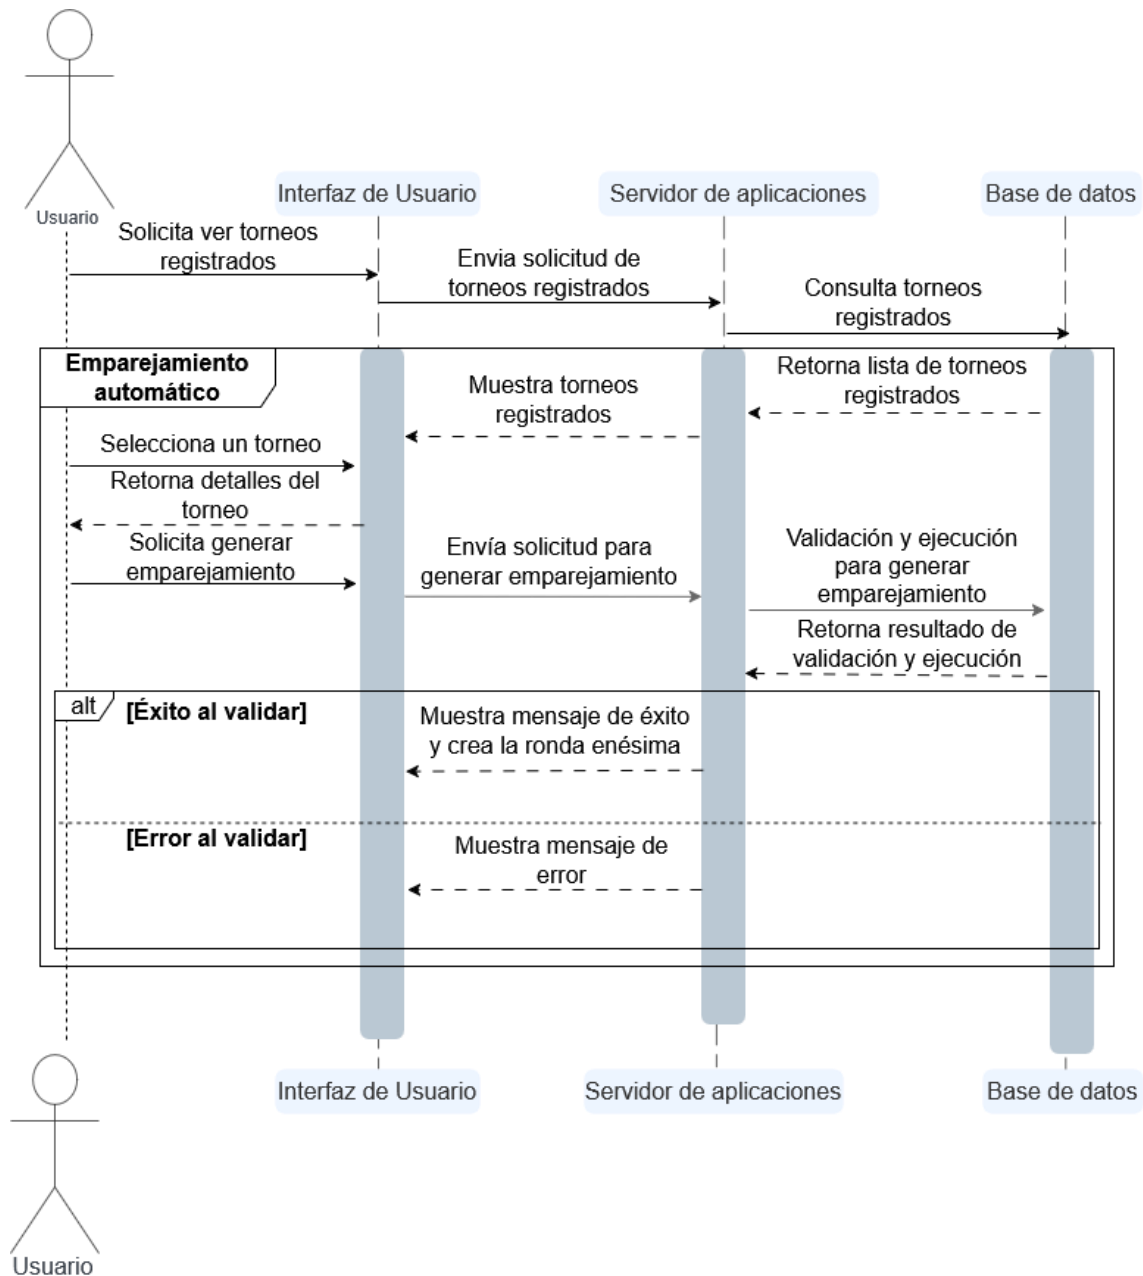 Usuario
Interfaz de Usuario
Servidor de aplicaciones
Base de datos
Solicita ver torneos
registrados
Envia solicitud de
torneos registrados
Consulta torneos
registrados
Emparejamiento
automático
Retorna lista de torneos
registrados
Muestra torneos
registrados
Selecciona un torneo
Retorna detalles del
torneo
Solicita generar
emparejamiento
Envía solicitud para
generar emparejamiento
Validación y ejecución
para generar
emparejamiento
Retorna resultado de
validación y ejecución
alt
[Éxito al validar]
Muestra mensaje de éxito
y crea la ronda enésima
[Error al validar]
Muestra mensaje de
error
Interfaz de Usuario
Servidor de aplicaciones
Base de datos
Usuario